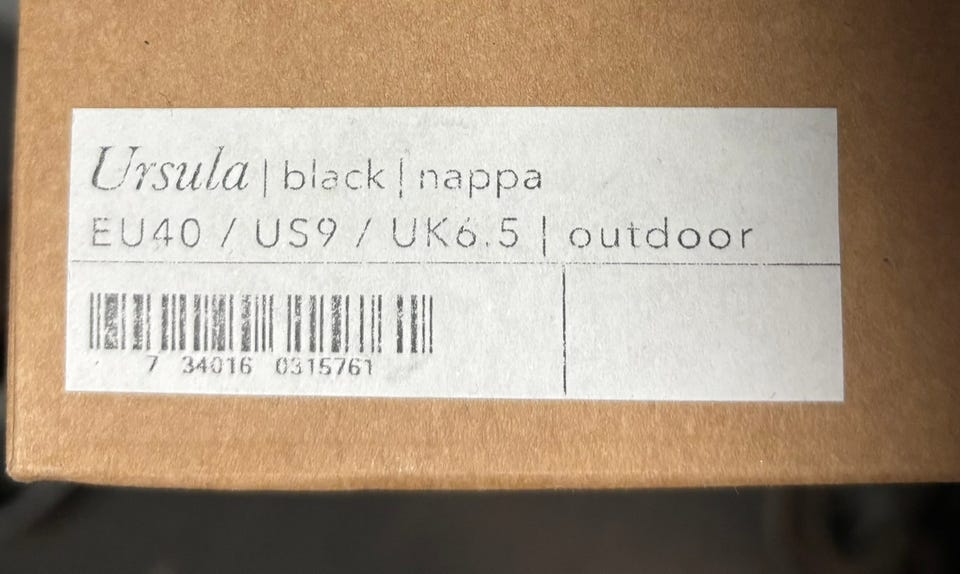 Ursula | black | nappa
EU40 / US9 / UK6.5 | outdoor
7 34016 0315761